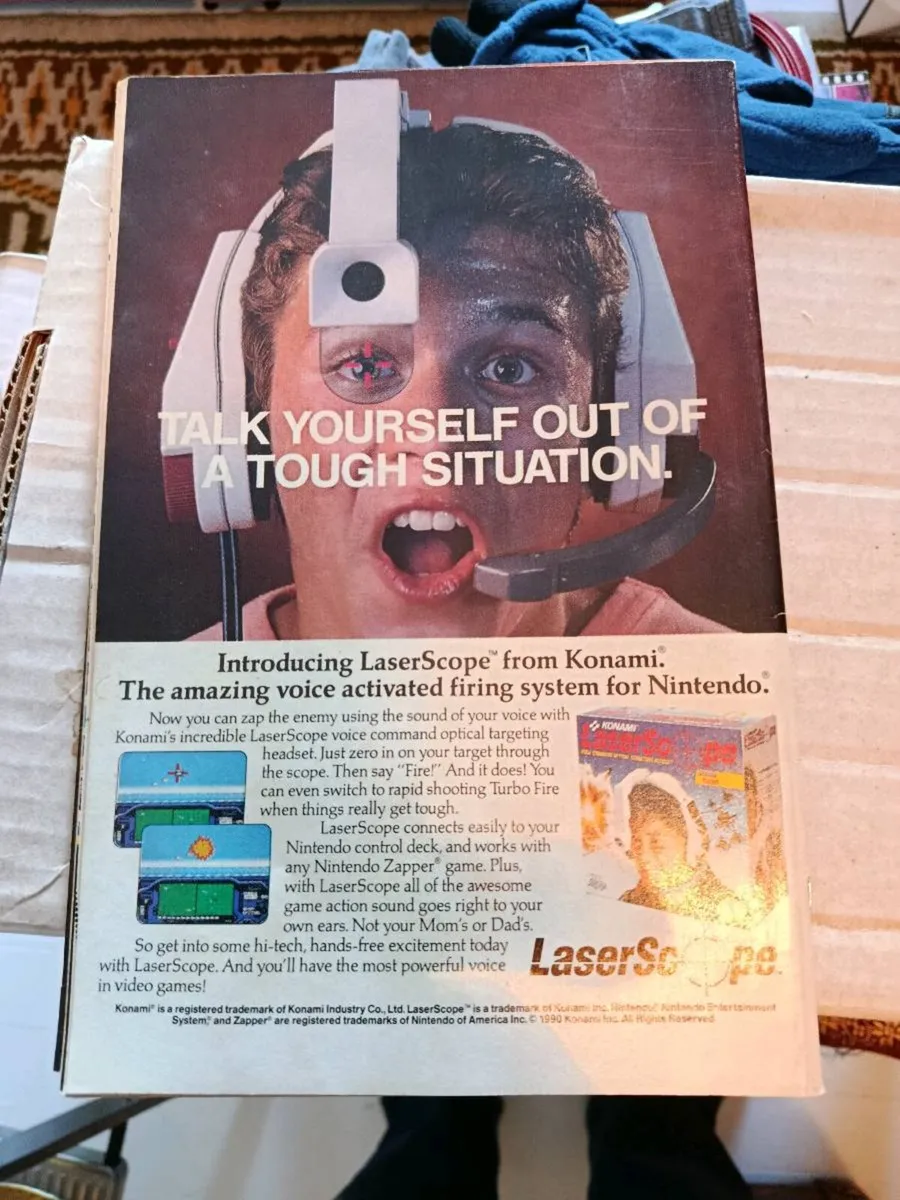 TALK YOURSELF OUT OF
A TOUGH SITUATION.
Introducing LaserScope™ from Konami®.
The amazing voice activated firing system for Nintendo®.
Now you can zap the enemy using the sound of your voice with
Konami's incredible LaserScope voice command optical targeting
headset. Just zero in on your target through
the scope. Then say "Fire!" And it does! You
can even switch to rapid shooting Turbo Fire
when things really get tough.
LaserScope connects easily to your
Nintendo control deck, and works with
any Nintendo Zapper® game. Plus,
with LaserScope all of the awesome
game action sound goes right to your
own ears. Not your Mom's or Dad's.
So get into some hi-tech, hands-free excitement today
with LaserScope. And you'll have the most powerful voice
in video games!
KONAMI
LaserScope
LaserScope.
Konami® is a registered trademark of Konami Industry Co., Ltd. LaserScope™ is a trademark of Konami Inc. Nintendo® Nintendo Entertainment
System® and Zapper® are registered trademarks of Nintendo of America Inc. © 1990 Konami Inc. All Rights Reserved